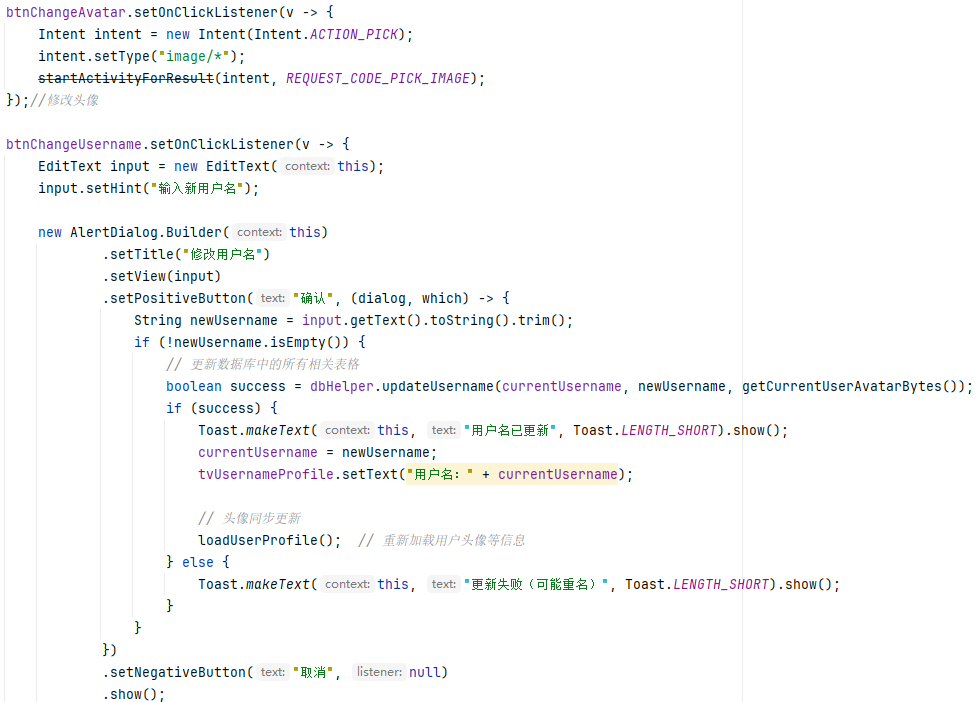 btnChangeAvatar.setOnClickListener(v -> {
    Intent intent = new Intent(Intent.ACTION_PICK);
    intent.setType("image/*");
    startActivityForResult(intent, REQUEST_CODE_PICK_IMAGE);
});//修改头像
btnChangeUsername.setOnClickListener(v -> {
    EditText input = new EditText( context: this);
    input.setHint("输入新用户名");
    new AlertDialog.Builder( context: this)
            .setTitle("修改用户名")
            .setView(input)
            .setPositiveButton( text: "确认", (dialog, which) -> {
                String newUsername = input.getText().toString().trim();
                if (!newUsername.isEmpty()) {
                    // 更新数据库中的所有相关表格
                    boolean success = dbHelper.updateUsername(currentUsername, newUsername, getCurrentUserAvatarBytes());
                    if (success) {
                        Toast.makeText( context: this, text: "用户名已更新", Toast.LENGTH_SHORT).show();
                        currentUsername = newUsername;
                        tvUsernameProfile.setText("用户名：" + currentUsername);
                        // 头像同步更新
                        loadUserProfile();  // 重新加载用户头像等信息
                    } else {
                        Toast.makeText( context: this, text: "更新失败（可能重名）", Toast.LENGTH_SHORT).show();
                    }
                }
            })
            .setNegativeButton( text: "取消", listener: null)
            .show();